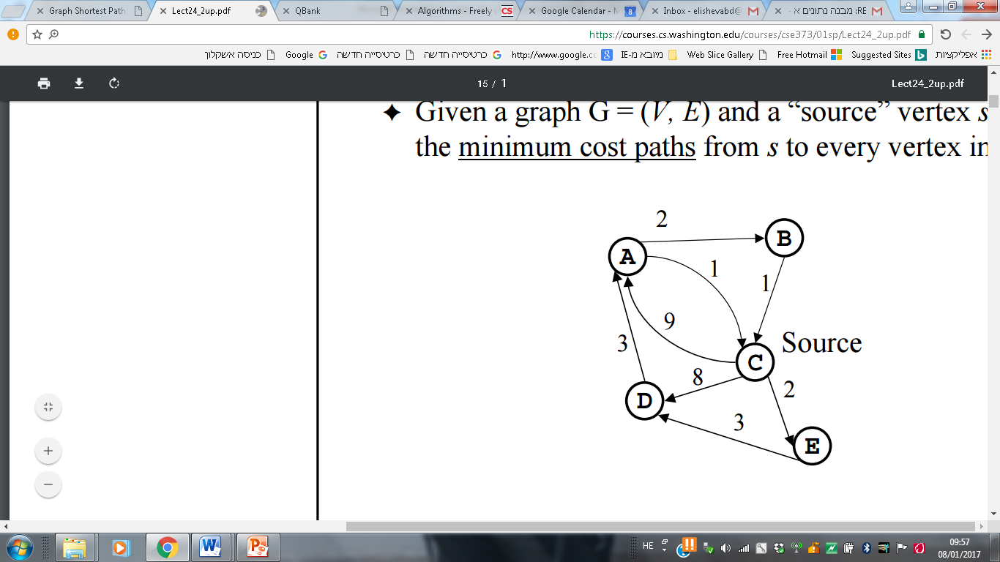 Graph Shortest Path
Lect24_2up.pdf
QBo
Algorithms - Freely
CS
Google Calendar - M
8
Inbox - elishevabd@
RE: מבנה נתונים א -
https://courses.cs.washington.edu/courses/cse373/01sp/Lect24_2up.pdf
כניסה אשקלון
Google
כרטיסייה חדשה
כרטיסייה חדשה
http://www.google.c
מיובא מ-IE
Web Slice Gallery
Free Hotmail
Suggested Sites
אפליקציות
15 / 1
Lect24_2up.pdf
✦ Given a graph G = (V, E) and a “source” vertex s
the minimum cost paths from s to every vertex in
2
B
A
1
1
9
3
Source
C
8
2
D
3
E
HE
09:57
08/01/2017